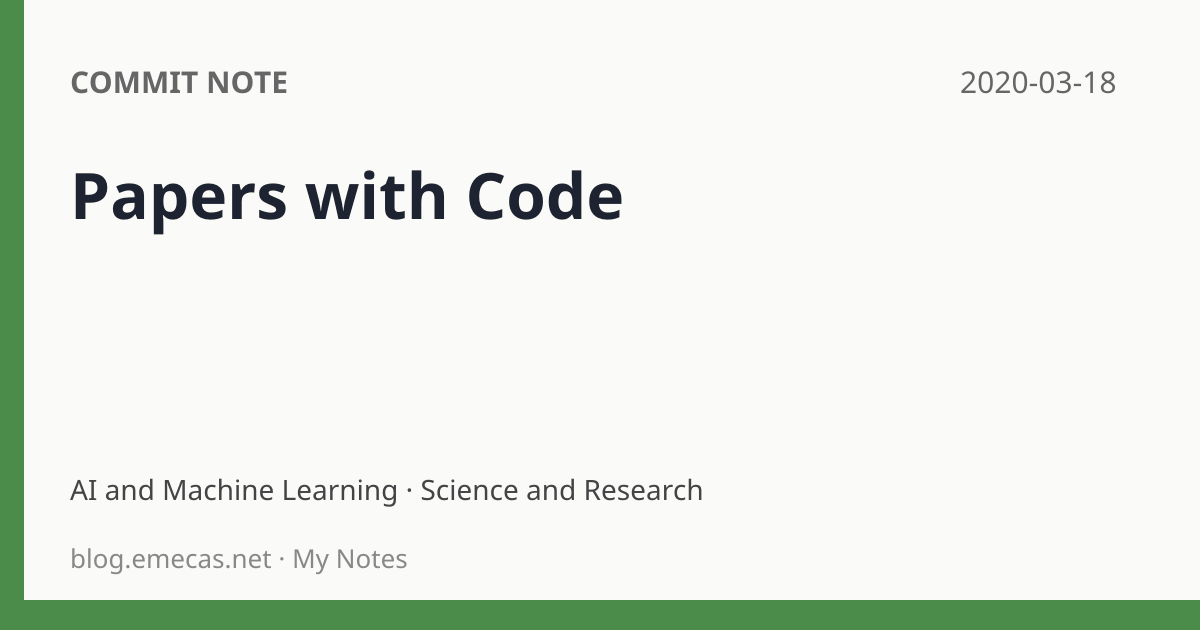 COMMIT NOTE
2020-03-18
Papers with Code
AI and Machine Learning · Science and Research
blog.emecas.net · My Notes